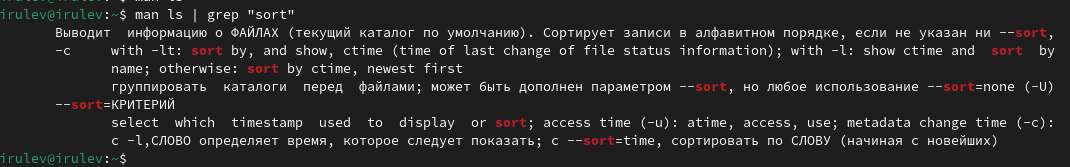 man ls
irulev@irulev:~$ man ls | grep "sort"
Выводит информацию о ФАЙЛАХ (текущий каталог по умолчанию). Сортирует записи в алфавитном порядке, если не указан ни --sort,
-c with -lt: sort by, and show, ctime (time of last change of file status information); with -l: show ctime and sort by
name; otherwise: sort by ctime, newest first
группировать каталоги перед файлами; может быть дополнен параметром --sort, но любое использование --sort=none (-U)
--sort=КРИТЕРИЙ
select which timestamp used to display or sort; access time (-u): atime, access, use; metadata change time (-c):
с -l,СЛОВО определяет время, которое следует показать; с --sort=time, сортировать по СЛОВУ (начиная с новейших)
irulev@irulev:~$